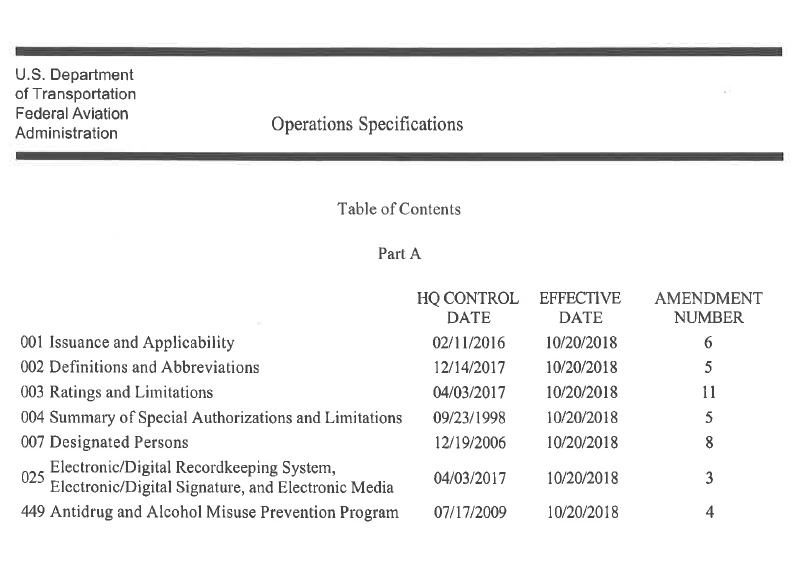 U.S. Department
of Transportation
Federal Aviation
Administration
Operations Specifications
Table of Contents
Part A
HQ CONTROL EFFECTIVE AMENDMENT
DATE DATE NUMBER
001 Issuance and Applicability 02/11/2016 10/20/2018 6
002 Definitions and Abbreviations 12/14/2017 10/20/2018 5
003 Ratings and Limitations 04/03/2017 10/20/2018 11
004 Summary of Special Authorizations and Limitations 09/23/1998 10/20/2018 5
007 Designated Persons 12/19/2006 10/20/2018 8
025 Electronic/Digital Recordkeeping System,
Electronic/Digital Signature, and Electronic Media 04/03/2017 10/20/2018 3
449 Antidrug and Alcohol Misuse Prevention Program 07/17/2009 10/20/2018 4